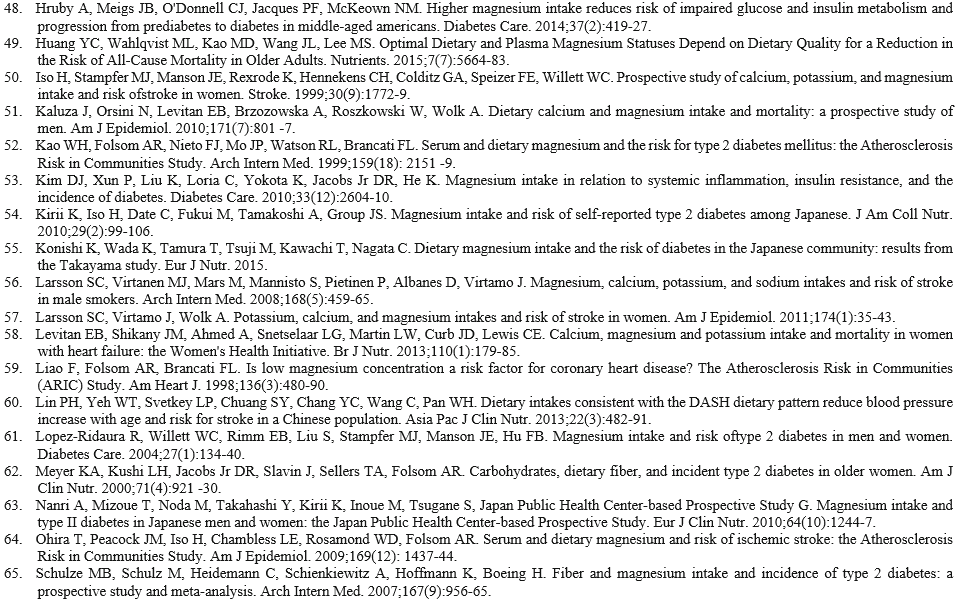 48. Hruby A, Meigs JB, O'Donnell CJ, Jacques PF, McKeown NM. Higher magnesium intake reduces risk of impaired glucose and insulin metabolism and
progression from prediabetes to diabetes in middle-aged americans. Diabetes Care. 2014;37(2):419-27.
49. Huang YC, Wahlqvist ML, Kao MD, Wang JL, Lee MS. Optimal Dietary and Plasma Magnesium Statuses Depend on Dietary Quality for a Reduction in
the Risk of All-Cause Mortality in Older Adults. Nutrients. 2015;7(7):5664-83.
50. Iso H, Stampfer MJ, Manson JE, Rexrode K, Hennekens CH, Colditz GA, Speizer FE, Willett WC. Prospective study of calcium, potassium, and magnesium
intake and risk ofstroke in women. Stroke. 1999;30(9):1772-9.
51. Kaluza J, Orsini N, Levitan EB, Brzozowska A, Roszkowski W, Wolk A. Dietary calcium and magnesium intake and mortality: a prospective study of
men. Am J Epidemiol. 2010;171(7):801 -7.
52. Kao WH, Folsom AR, Nieto FJ, Mo JP, Watson RL, Brancati FL. Serum and dietary magnesium and the risk for type 2 diabetes mellitus: the Atherosclerosis
Risk in Communities Study. Arch Intern Med. 1999;159(18): 2151 -9.
53. Kim DJ, Xun P, Liu K, Loria C, Yokota K, Jacobs Jr DR, He K. Magnesium intake in relation to systemic inflammation, insulin resistance, and the
incidence of diabetes. Diabetes Care. 2010;33(12):2604-10.
54. Kirii K, Iso H, Date C, Fukui M, Tamakoshi A, Group JS. Magnesium intake and risk of self-reported type 2 diabetes among Japanese. J Am Coll Nutr.
2010;29(2):99-106.
55. Konishi K, Wada K, Tamura T, Tsuji M, Kawachi T, Nagata C. Dietary magnesium intake and the risk of diabetes in the Japanese community: results from
the Takayama study. Eur J Nutr. 2015.
56. Larsson SC, Virtanen MJ, Mars M, Mannisto S, Pietinen P, Albanes D, Virtamo J. Magnesium, calcium, potassium, and sodium intakes and risk of stroke
in male smokers. Arch Intern Med. 2008;168(5):459-65.
57. Larsson SC, Virtamo J, Wolk A. Potassium, calcium, and magnesium intakes and risk of stroke in women. Am J Epidemiol. 2011;174(1):35-43.
58. Levitan EB, Shikany JM, Ahmed A, Snetselaar LG, Martin LW, Curb JD, Lewis CE. Calcium, magnesium and potassium intake and mortality in women
with heart failure: the Women's Health Initiative. Br J Nutr. 2013;110(1):179-85.
59. Liao F, Folsom AR, Brancati FL. Is low magnesium concentration a risk factor for coronary heart disease? The Atherosclerosis Risk in Communities
(ARIC) Study. Am Heart J. 1998;136(3):480-90.
60. Lin PH, Yeh WT, Svetkey LP, Chuang SY, Chang YC, Wang C, Pan WH. Dietary intakes consistent with the DASH dietary pattern reduce blood pressure
increase with age and risk for stroke in a Chinese population. Asia Pac J Clin Nutr. 2013;22(3):482-91.
61. Lopez-Ridaura R, Willett WC, Rimm EB, Liu S, Stampfer MJ, Manson JE, Hu FB. Magnesium intake and risk oftype 2 diabetes in men and women.
Diabetes Care. 2004;27(1):134-40.
62. Meyer KA, Kushi LH, Jacobs Jr DR, Slavin J, Sellers TA, Folsom AR. Carbohydrates, dietary fiber, and incident type 2 diabetes in older women. Am J
Clin Nutr. 2000;71(4):921 -30.
63. Nanri A, Mizoue T, Noda M, Takahashi Y, Kirii K, Inoue M, Tsugane S, Japan Public Health Center-based Prospective Study G. Magnesium intake and
type II diabetes in Japanese men and women: the Japan Public Health Center-based Prospective Study. Eur J Clin Nutr. 2010;64(10):1244-7.
64. Ohira T, Peacock JM, Iso H, Chambless LE, Rosamond WD, Folsom AR. Serum and dietary magnesium and risk of ischemic stroke: the Atherosclerosis
Risk in Communities Study. Am J Epidemiol. 2009;169(12): 1437-44.
65. Schulze MB, Schulz M, Heidemann C, Schienkiewitz A, Hoffmann K, Boeing H. Fiber and magnesium intake and incidence of type 2 diabetes: a
prospective study and meta-analysis. Arch Intern Med. 2007;167(9):956-65.